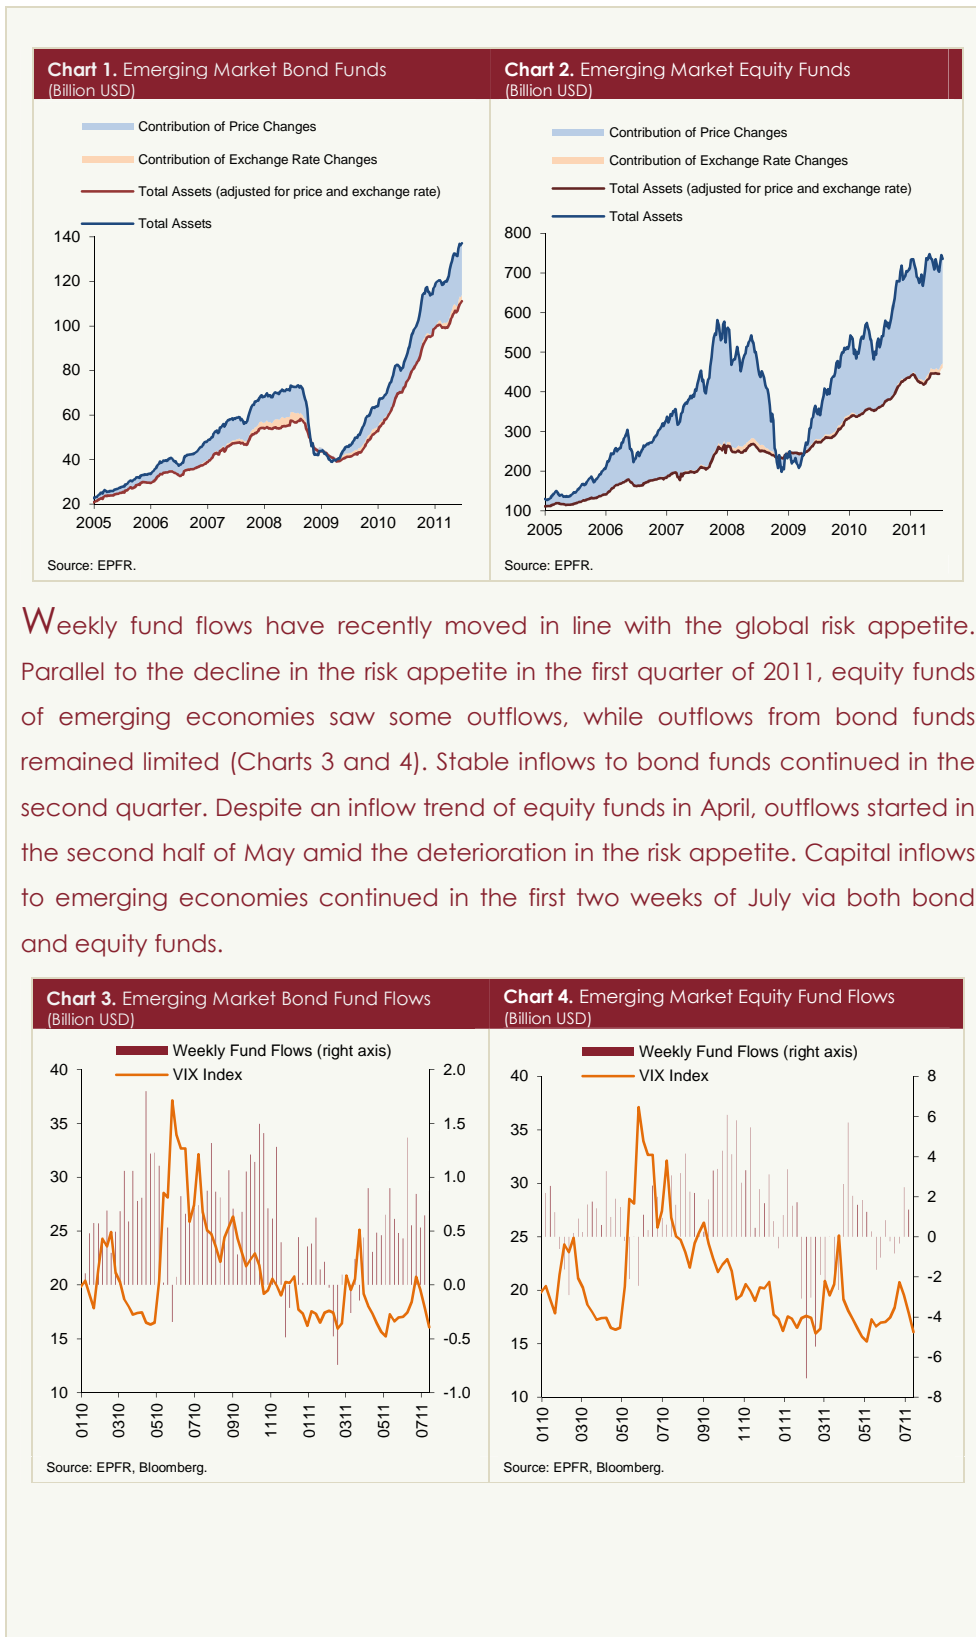 Chart 1. Emerging Market Bond Funds
(Billion USD)
Contribution of Price Changes
Contribution of Exchange Rate Changes
Total Assets (adjusted for price and exchange rate)
Total Assets
140
120
100
80
60
40
20
2005 2006 2007 2008 2009 2010 2011
Source: EPFR.
Chart 2. Emerging Market Equity Funds
(Billion USD)
Contribution of Price Changes
Contribution of Exchange Rate Changes
Total Assets (adjusted for price and exchange rate)
Total Assets
800
700
600
500
400
300
200
100
2005 2006 2007 2008 2009 2010 2011
Source: EPFR.
Weekly fund flows have recently moved in line with the global risk appetite.
Parallel to the decline in the risk appetite in the first quarter of 2011, equity funds
of emerging economies saw some outflows, while outflows from bond funds
remained limited (Charts 3 and 4). Stable inflows to bond funds continued in the
second quarter. Despite an inflow trend of equity funds in April, outflows started in
the second half of May amid the deterioration in the risk appetite. Capital inflows
to emerging economies continued in the first two weeks of July via both bond
and equity funds.
Chart 3. Emerging Market Bond Fund Flows
(Billion USD)
Weekly Fund Flows (right axis)
VIX Index
40 2.0
35 1.5
30 1.0
25 0.5
20 0.0
15 -0.5
10 -1.0
0110 0310 0510 0710 0910 1110 0111 0311 0511 0711
Source: EPFR, Bloomberg.
Chart 4. Emerging Market Equity Fund Flows
(Billion USD)
Weekly Fund Flows (right axis)
VIX Index
40 8
35 6
30 4
25 2
20 0
15 -2
10 -4
-6
-8
0110 0310 0510 0710 0910 1110 0111 0311 0511 0711
Source: EPFR, Bloomberg.